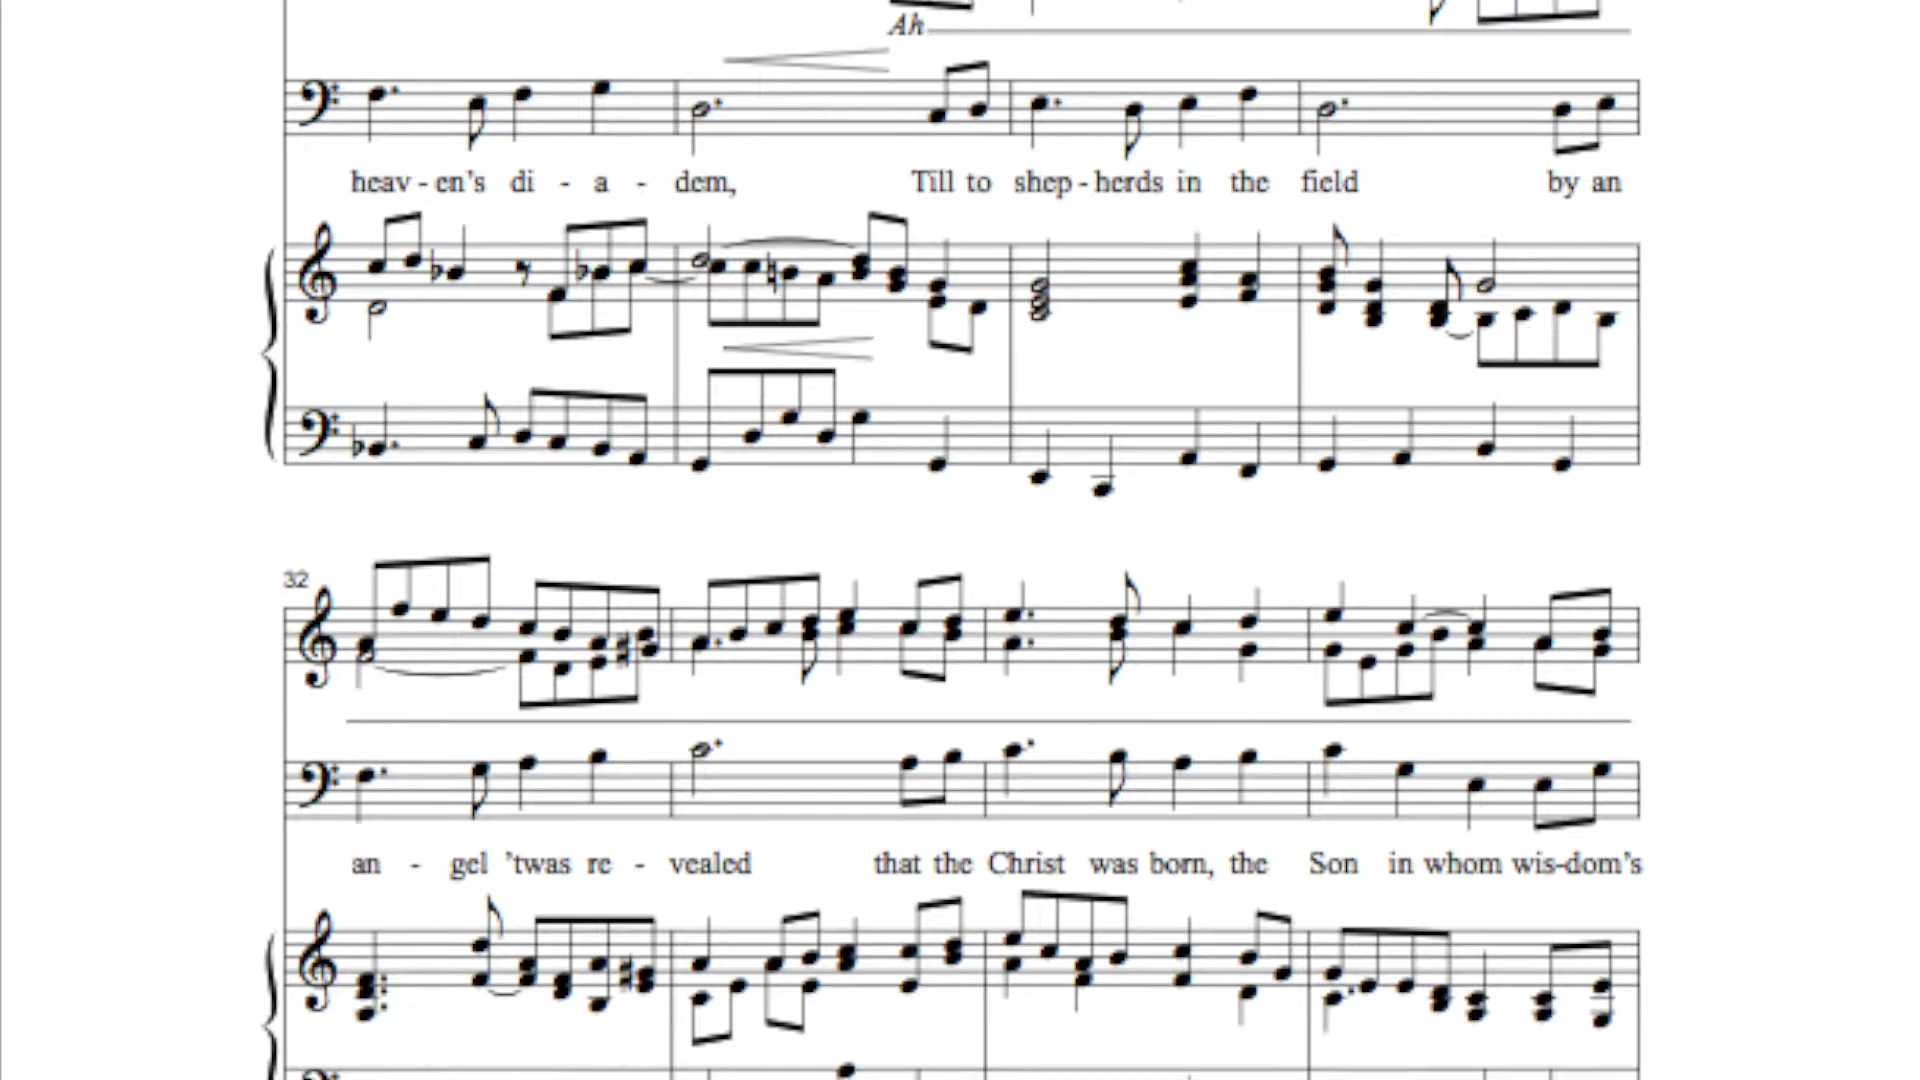 Ah
heav - en's di - a - dem, Till to shep - herds in the field by an
32
an - gel 'twas re - vealed that the Christ was born, the Son in whom wis-dom's